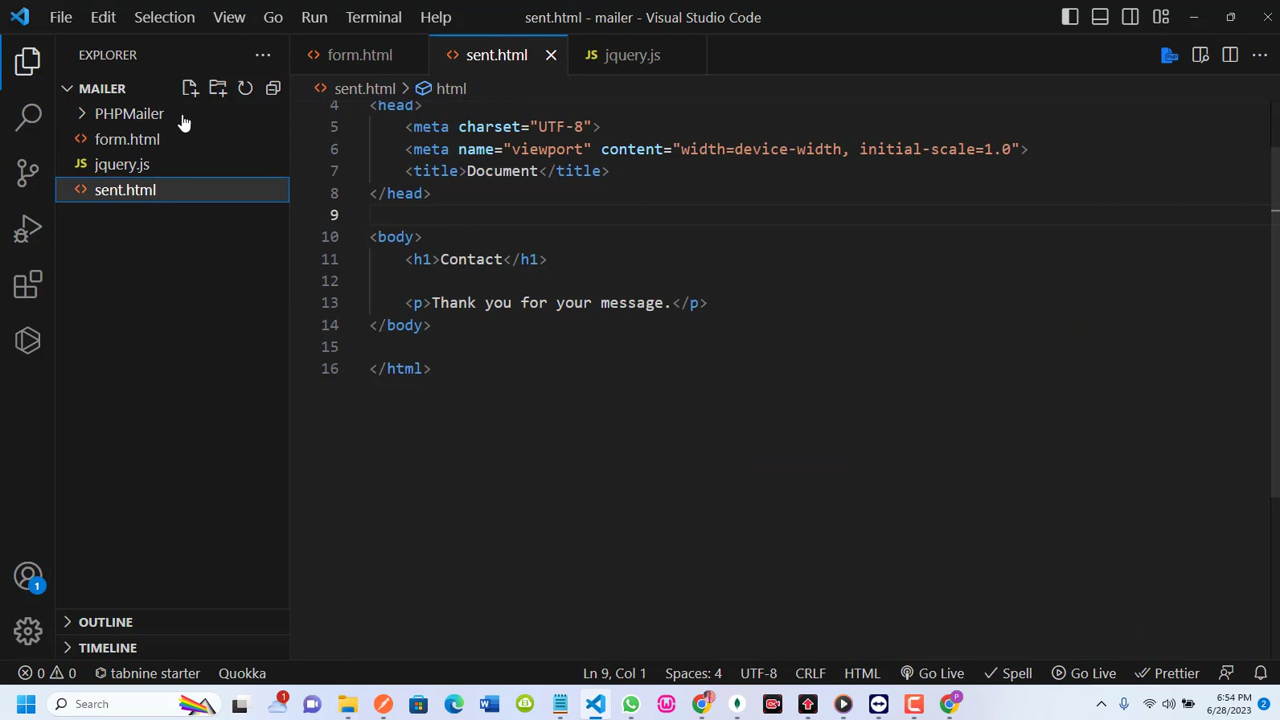 File Edit Selection View Go Run Terminal Help sent.html - mailer - Visual Studio Code
EXPLORER
form.html
sent.html
jquery.js
MAILER
PHPMailer
form.html
jquery.js
sent.html
sent.html
html
4 <head>
5 <meta charset="UTF-8">
6 <meta name="viewport" content="width=device-width, initial-scale=1.0">
7 <title>Document</title>
8 </head>
9
10 <body>
11 <h1>Contact</h1>
12
13 <p>Thank you for your message.</p>
14 </body>
15
16 </html>
1
OUTLINE
TIMELINE
0 0 tabnine starter Quokka Ln 9, Col 1 Spaces: 4 UTF-8 CRLF HTML Go Live Spell Go Live Prettier
Search
1
6:54 PM
6/28/2023
2